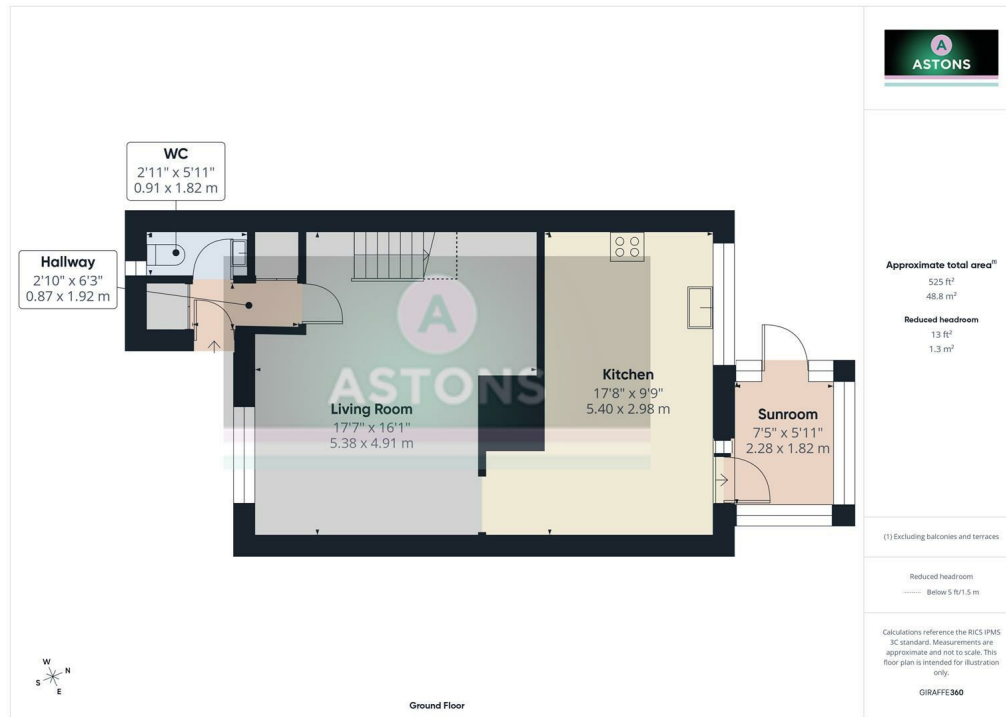 WC
2'11" x 5'11"
0.91 x 1.82 m
Hallway
2'10" x 6'3"
0.87 x 1.92 m
A
ASTONS
Living Room
17'7" x 16'1"
5.38 x 4.91 m
Kitchen
17'8" x 9'9"
5.40 x 2.98 m
Sunroom
7'5" x 5'11"
2.28 x 1.82 m
W
N
S
E
Ground Floor
A
ASTONS
Approximate total area(1)
525 ft²
48.8 m²
Reduced headroom
13 ft²
1.3 m²
(1) Excluding balconies and terraces
Reduced headroom
Below 5 ft/1.5 m
Calculations reference the RICS IPMS
3C standard. Measurements are
approximate and not to scale. This
floor plan is intended for illustration
only.
GIRAFFE360